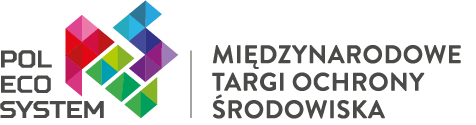 POL
ECO
SYSTEM
MIĘDZYNARODOWE
TARGI OCHRONY
ŚRODOWISKA